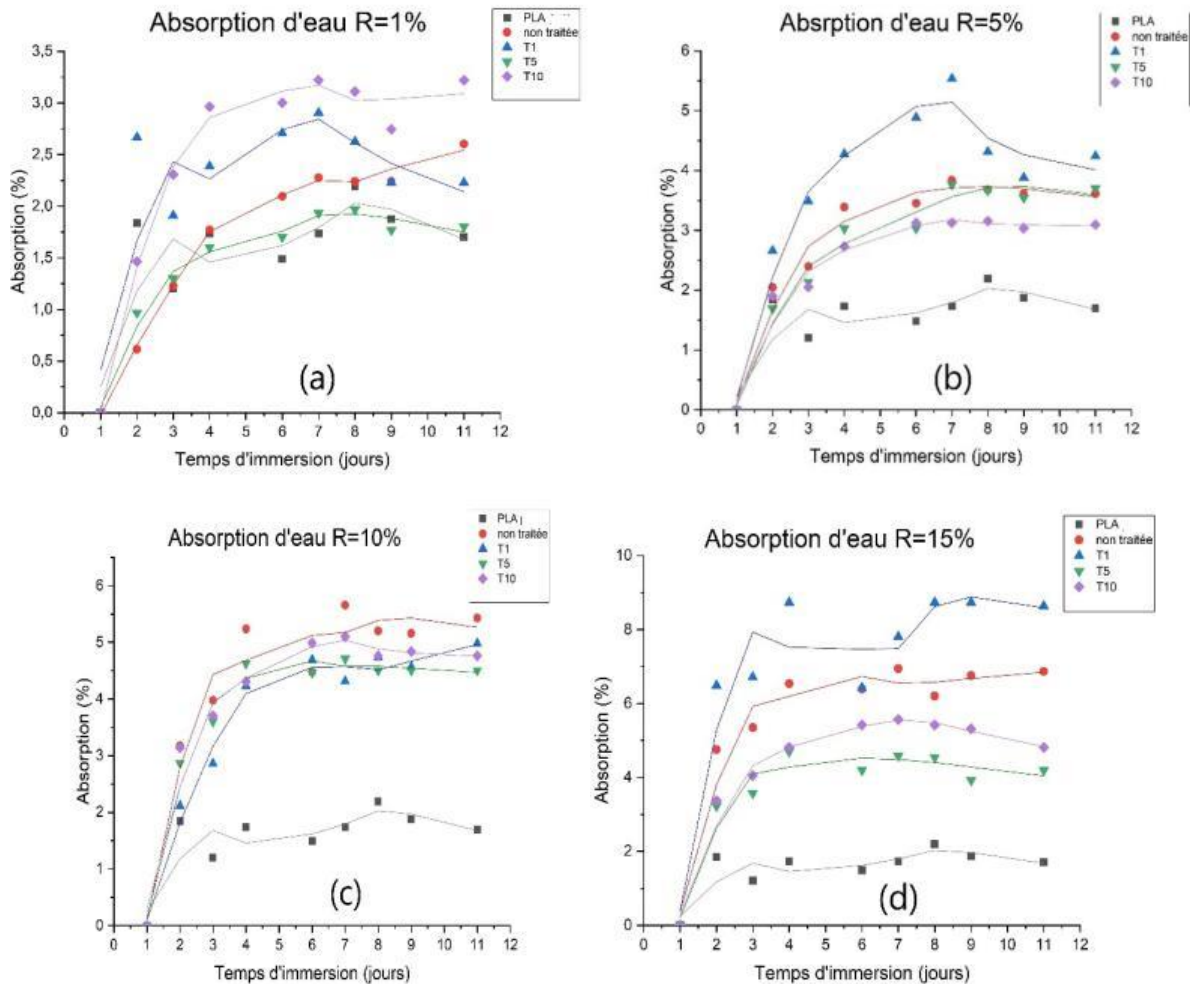 Absorption d'eau R=1%
PLA
non traitée
T1
T5
T10
3,5
3,0
2,5
2,0
1,5
1,0
0,5
0,0
Absorption (%)
(a)
0 1 2 3 4 5 6 7 8 9 10 11 12
Temps d'immersion (jours)
Absrption d'eau R=5%
PLA
non traitée
T1
T5
T10
6
5
4
3
2
1
0
Absorption (%)
(b)
0 1 2 3 4 5 6 7 8 9 10 11 12
Temps d'immersion (jours)
Absorption d'eau R=10%
PLA
non traitée
T1
T5
T10
6
5
4
3
2
1
0
Absorption (%)
(c)
0 1 2 3 4 5 6 7 8 9 10 11 12
Temps d'immersion (jours)
Absorption d'eau R=15%
PLA
non traitée
T1
T5
T10
10
8
6
4
2
0
Absorption (%)
(d)
0 1 2 3 4 5 6 7 8 9 10 11 12
Temps d'immersion (jours)